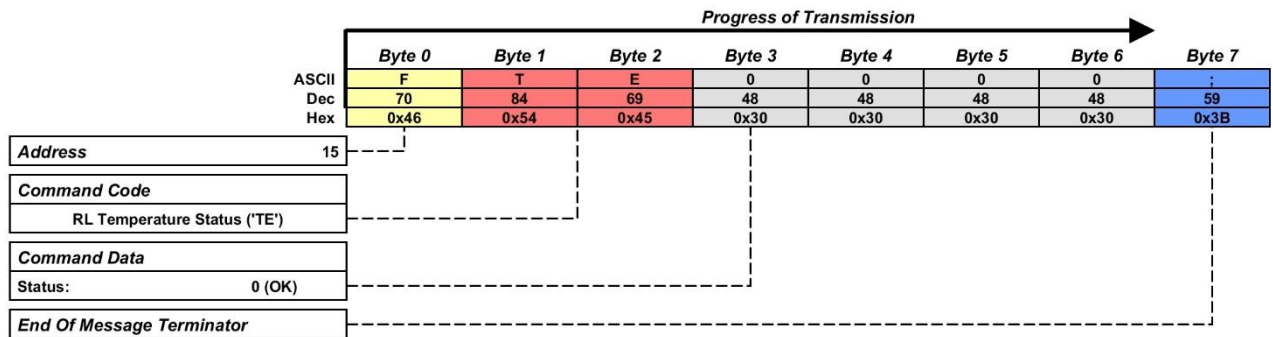 Progress of Transmission
Byte 0 Byte 1 Byte 2 Byte 3 Byte 4 Byte 5 Byte 6 Byte 7
ASCII F T E 0 0 0 0 ;
Dec 70 84 69 48 48 48 48 59
Hex 0x46 0x54 0x45 0x30 0x30 0x30 0x30 0x3B
Address 15
Command Code
RL Temperature Status ('TE')
Command Data
Status: 0 (OK)
End Of Message Terminator